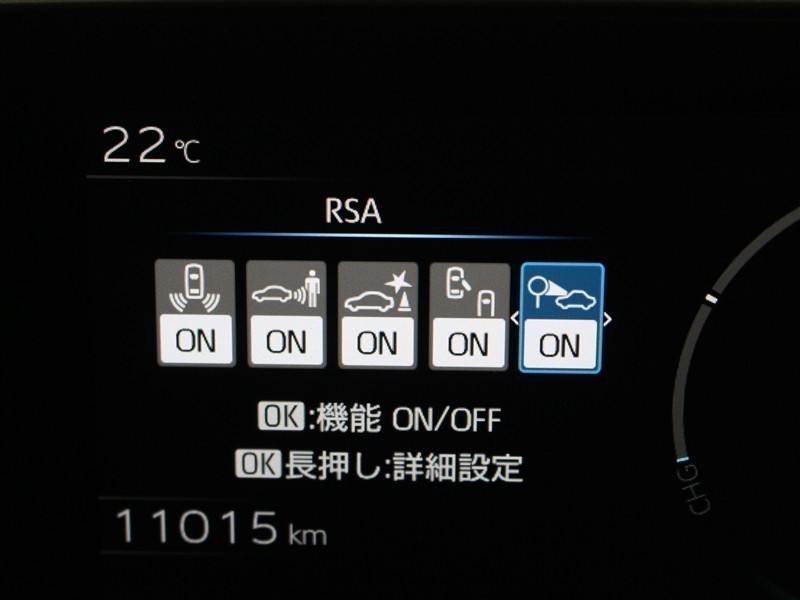 22℃
RSA
ON ON ON ON ON
OK:機能 ON/OFF
OK長押し:詳細設定
11015 km
CHG